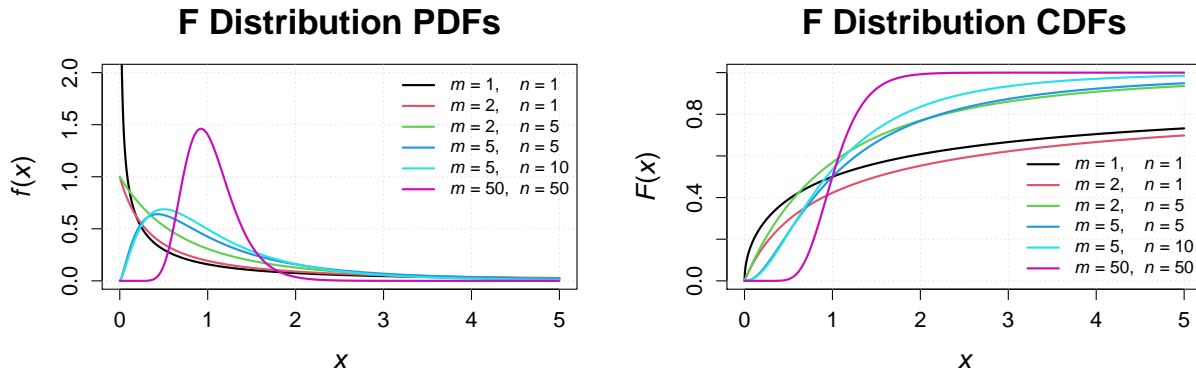 F Distribution PDFs
f(x)
2.0
1.5
1.0
0.5
0.0
m = 1, n = 1
m = 2, n = 1
m = 2, n = 5
m = 5, n = 5
m = 5, n = 10
m = 50, n = 50
0 1 2 3 4 5
x
F Distribution CDFs
F(x)
0.8
0.4
0.0
m = 1, n = 1
m = 2, n = 1
m = 2, n = 5
m = 5, n = 5
m = 5, n = 10
m = 50, n = 50
0 1 2 3 4 5
x